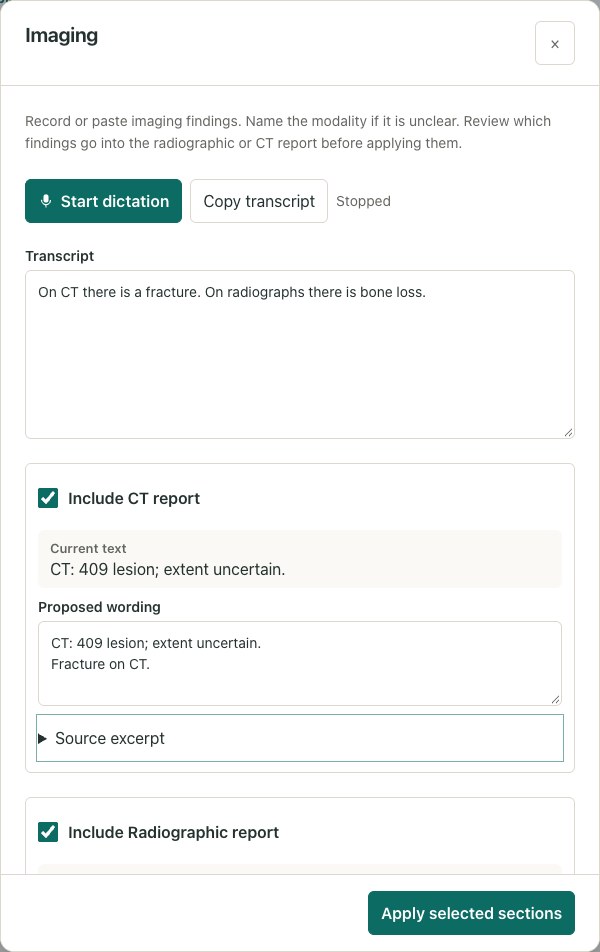 Imaging
×
Record or paste imaging findings. Name the modality if it is unclear. Review which
findings go into the radiographic or CT report before applying them.
Start dictation
Copy transcript
Stopped
Transcript
On CT there is a fracture. On radiographs there is bone loss.
Include CT report
Current text
CT: 409 lesion; extent uncertain.
Proposed wording
CT: 409 lesion; extent uncertain.
Fracture on CT.
Source excerpt
Include Radiographic report
Apply selected sections